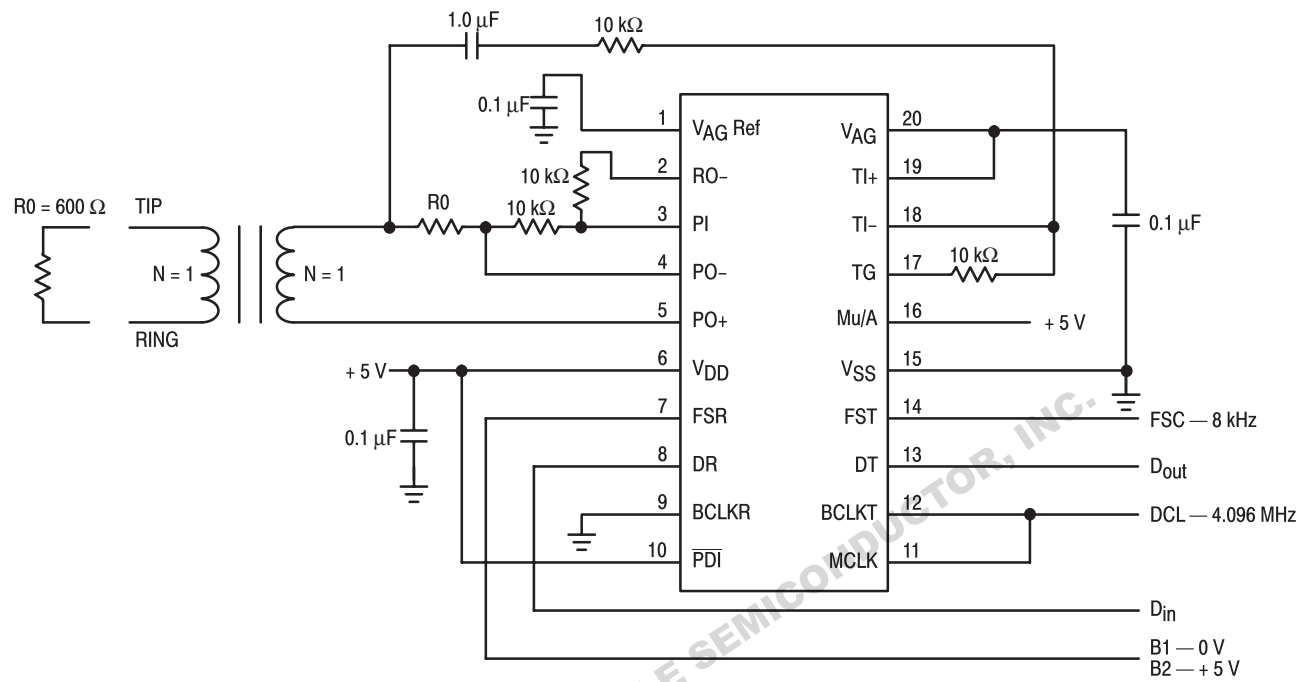 1.0 μF
10 kΩ
0.1 μF
1
VAG Ref
VAG
20
10 kΩ
2
RO–
TI+
19
R0 = 600 Ω
TIP
R0
10 kΩ
3
PI
TI–
18
0.1 μF
N = 1
N = 1
4
PO–
TG
17
10 kΩ
5
PO+
Mu/A
16
+ 5 V
RING
+ 5 V
6
VDD
VSS
15
7
FSR
FST
14
FSC — 8 kHz
0.1 μF
8
DR
DT
13
Dout
9
BCLKR
BCLKT
12
DCL — 4.096 MHz
10
PDI
MCLK
11
Din
B1 — 0 V
B2 — + 5 V
E SEMICONDUCTOR, INC.